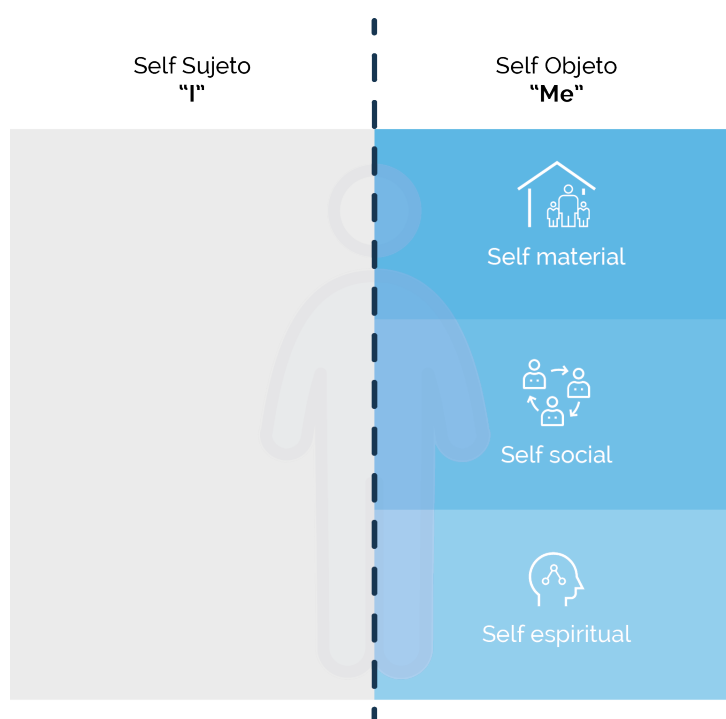 Self Sujeto
“I”
Self Objeto
“Me”
Self material
Self social
Self espiritual